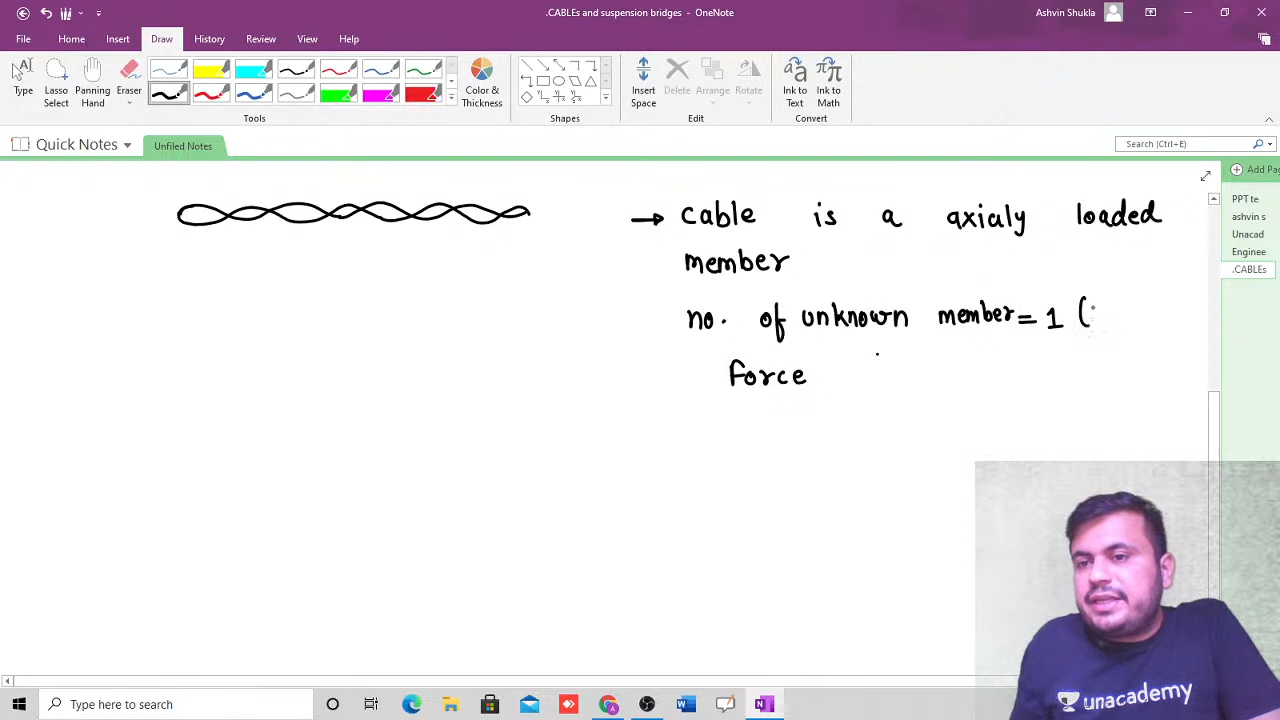 .CABLEs and suspension bridges - OneNote
Ashvin Shukla
File Home Insert Draw History Review View Help
Type
Lasso Select
Panning Hand
Eraser
Color & Thickness
Insert Space
Delete
Arrange
Rotate
Ink to Text
Ink to Math
Tools
Shapes
Edit
Convert
Quick Notes
Unfiled Notes
Search (Ctrl+E)
Add Pag
PPT te
ashvin s
Unacad
Enginee
.CABLEs
→ cable is a axialy loaded
member
no. of unknown member = 1 (
Force
unacademy
Type here to search